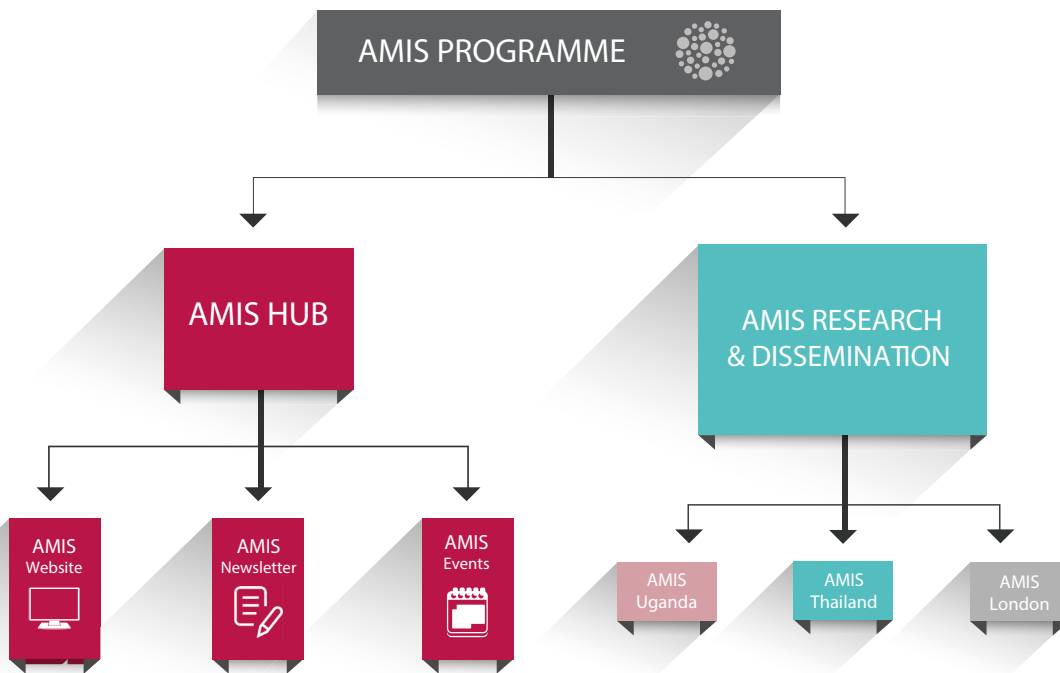 AMIS PROGRAMME
AMIS HUB
AMIS RESEARCH
& DISSEMINATION
AMIS
Website
AMIS
Newsletter
AMIS
Events
AMIS
Uganda
AMIS
Thailand
AMIS
London